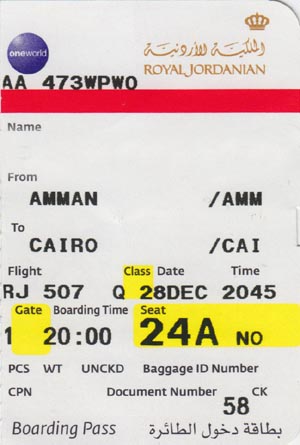 oneworld
الملكية الأردنية
ROYAL JORDANIAN
AA 473WPWO
Name
From
AMMAN /AMM
To
CAIRO /CAI
Flight Class Date Time
RJ 507 Q 28DEC 2045
Gate Boarding Time Seat
1 20:00 24A NO
PCS WT UNCKD Baggage ID Number
CPN Document Number CK
58
Boarding Pass بطاقة دخول الطائرة